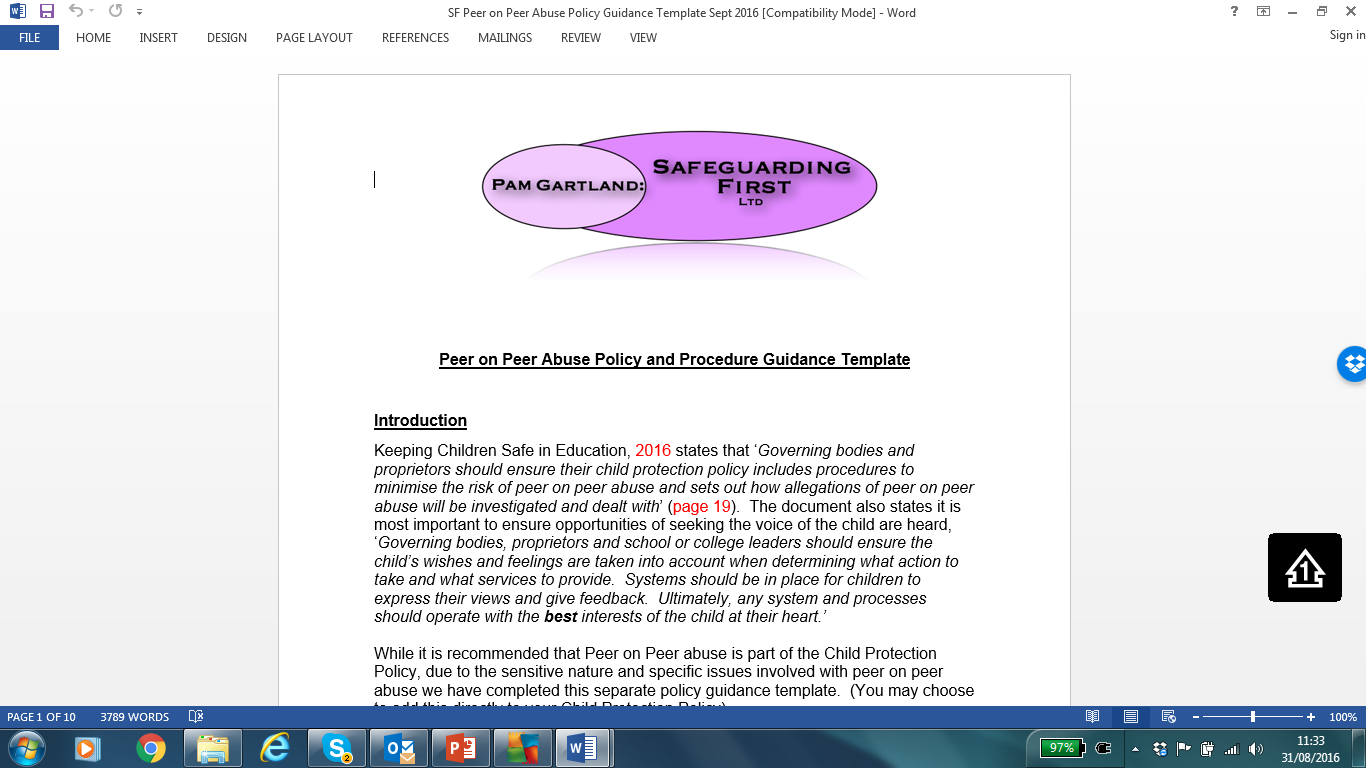 SF Peer on Peer Abuse Policy Guidance Template Sept 2016 [Compatibility Mode] - Word
?
FILE HOME INSERT DESIGN PAGE LAYOUT REFERENCES MAILINGS REVIEW VIEW Sign in
PAM GARTLAND:
SAFEGUARDING
FIRST
LTD
Peer on Peer Abuse Policy and Procedure Guidance Template
Introduction
Keeping Children Safe in Education, 2016 states that ‘Governing bodies and
proprietors should ensure their child protection policy includes procedures to
minimise the risk of peer on peer abuse and sets out how allegations of peer on peer
abuse will be investigated and dealt with’ (page 19).  The document also states it is
most important to ensure opportunities of seeking the voice of the child are heard,
‘Governing bodies, proprietors and school or college leaders should ensure the
child’s wishes and feelings are taken into account when determining what action to
take and what services to provide.  Systems should be in place for children to
express their views and give feedback.  Ultimately, any system and processes
should operate with the best interests of the child at their heart.’
While it is recommended that Peer on Peer abuse is part of the Child Protection
Policy, due to the sensitive nature and specific issues involved with peer on peer
abuse we have completed this separate policy guidance template.  (You may choose
to add this directly to your Child Protection Policy)
1
PAGE 1 OF 10 3789 WORDS 100%
2
97%
11:33
31/08/2016